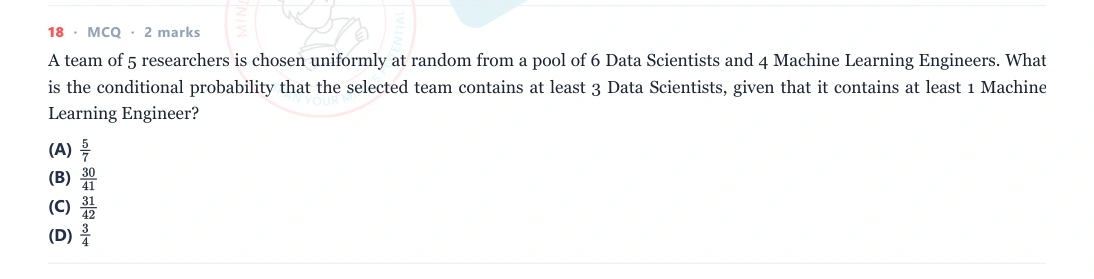 18 · MCQ · 2 marks
A team of 5 researchers is chosen uniformly at random from a pool of 6 Data Scientists and 4 Machine Learning Engineers. What
is the conditional probability that the selected team contains at least 3 Data Scientists, given that it contains at least 1 Machine
Learning Engineer?
(A) 5/7
(B) 30/41
(C) 31/42
(D) 3/4